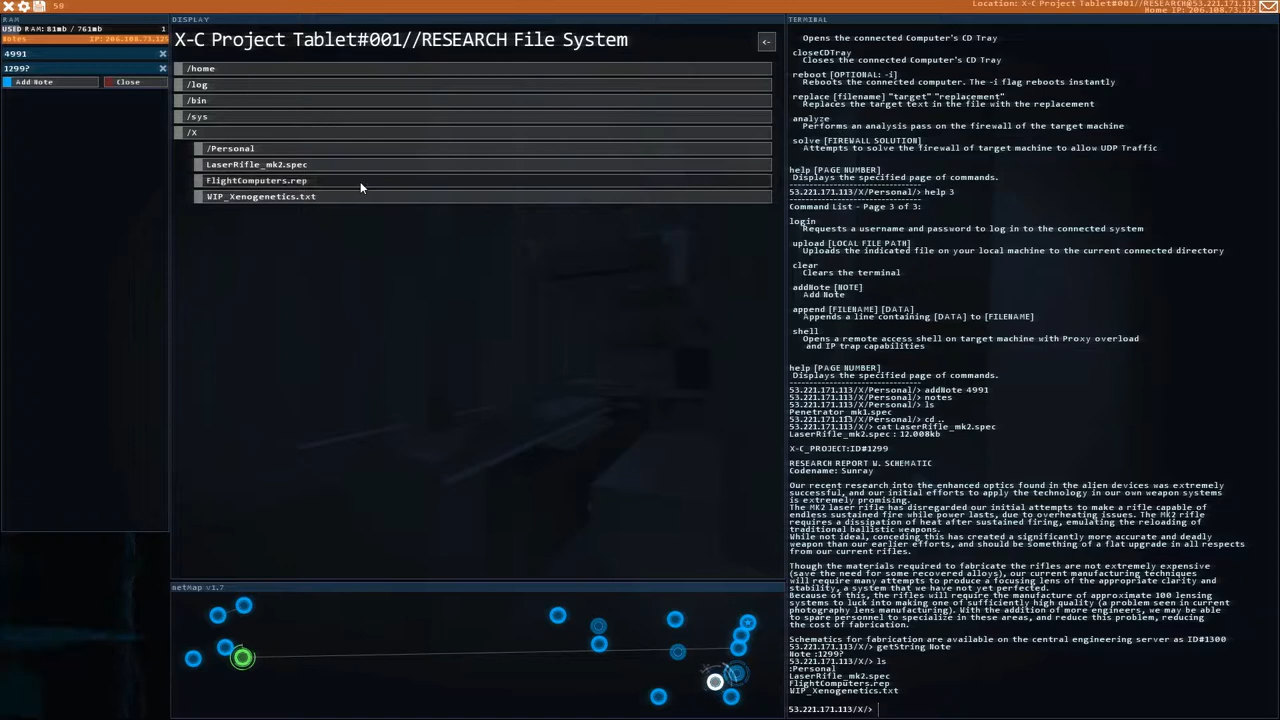 50
Location: X-C Project Tablet#001//RESEARCH@53.221.171.113
Home IP: 206.108.73.125
RAM
USED RAM: 81mb / 761mb 1
Notes IP: 206.108.73.125
4991
1299?
Add Note
Close
DISPLAY
X-C Project Tablet#001//RESEARCH File System
<-
/home
/log
/bin
/sys
/X
/Personal
LaserRifle_mk2.spec
FlightComputers.rep
WIP_Xenogenetics.txt
netMap v1.7
TERMINAL
Opens the connected Computer's CD Tray
closeCDTray
Closes the connected Computer's CD Tray
reboot [OPTIONAL: -i]
Reboots the connected computer. The -i flag reboots instantly
replace [filename] "target" "replacement"
Replaces the target text in the file with the replacement
analyze
Performs an analysis pass on the firewall of the target machine
solve [FIREWALL SOLUTION]
Attempts to solve the firewall of target machine to allow UDP Traffic
help [PAGE NUMBER]
Displays the specified page of commands.
---------------------------------
53.221.171.113/X/Personal/> help 3
---------------------------------
Command List - Page 3 of 3:
login
Requests a username and password to log in to the connected system
upload [LOCAL FILE PATH]
Uploads the indicated file on your local machine to the current connected directory
clear
Clears the terminal
addNote [NOTE]
Add Note
append [FILENAME] [DATA]
Appends a line containing [DATA] to [FILENAME]
shell
Opens a remote access shell on target machine with Proxy overload
and IP trap capabilities
help [PAGE NUMBER]
Displays the specified page of commands.
---------------------------------
53.221.171.113/X/Personal/> addNote 4991
53.221.171.113/X/Personal/> notes
53.221.171.113/X/Personal/> ls
Penetrator_mk1.spec
53.221.171.113/X/Personal/> cd ..
53.221.171.113/X/> cat LaserRifle_mk2.spec
LaserRifle_mk2.spec : 12.008kb
X-C_PROJECT:ID#1299
RESEARCH REPORT W. SCHEMATIC
Codename: Sunray
Our recent research into the enhanced optics found in the alien devices was extremely
successful, and our initial efforts to apply the technology in our own weapon systems
is extremely promising.
The MK2 laser rifle has disregarded our initial attempts to make a rifle capable of
endless sustained fire while power lasts, due to overheating issues. The MK2 rifle
requires a dissipation of heat after sustained firing, emulating the reloading of
traditional ballistic weapons.
While not ideal, conceding this has created a significantly more accurate and deadly
weapon than our earlier efforts, and should be something of a flat upgrade in all respects
from our current rifles.
Though the materials required to fabricate the rifles are not extremely expensive
(save the need for some recovered alloys), our current manufacturing techniques
will require many attempts to produce a focusing lens of the appropriate clarity and
stability, a system that we have not yet perfected.
Because of this, the rifles will require the manufacture of approximate 100 lensing
systems to luck into making one of sufficiently high quality (a problem seen in current
photography lens manufacturing). With the addition of more engineers, we may be able
to spare personnel to specialize in these areas, and reduce this problem, reducing
the cost of fabrication.
Schematics for fabrication are available on the central engineering server as ID#1300
53.221.171.113/X/> getString Note
Note :1299?
53.221.171.113/X/> ls
:Personal
LaserRifle_mk2.spec
FlightComputers.rep
WIP_Xenogenetics.txt
53.221.171.113/X/>